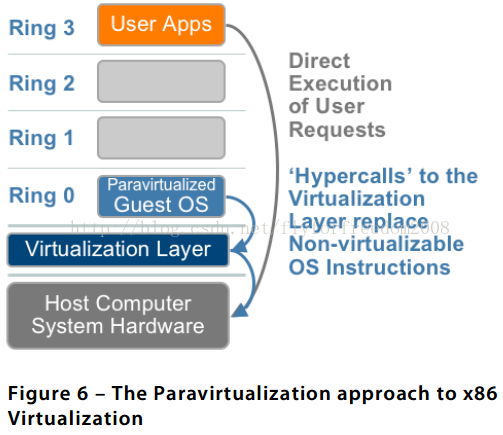 Ring 3
User Apps
Ring 2
Ring 1
Ring 0
Paravirtualized
Guest OS
Virtualization Layer
Host Computer
System Hardware
Direct
Execution
of User
Requests
‘Hypercalls’ to the
Virtualization
Layer replace
Non-virtualizable
OS Instructions
http://blog.csdn.net/flyforfreedom2008
Figure 6 – The Paravirtualization approach to x86
Virtualization